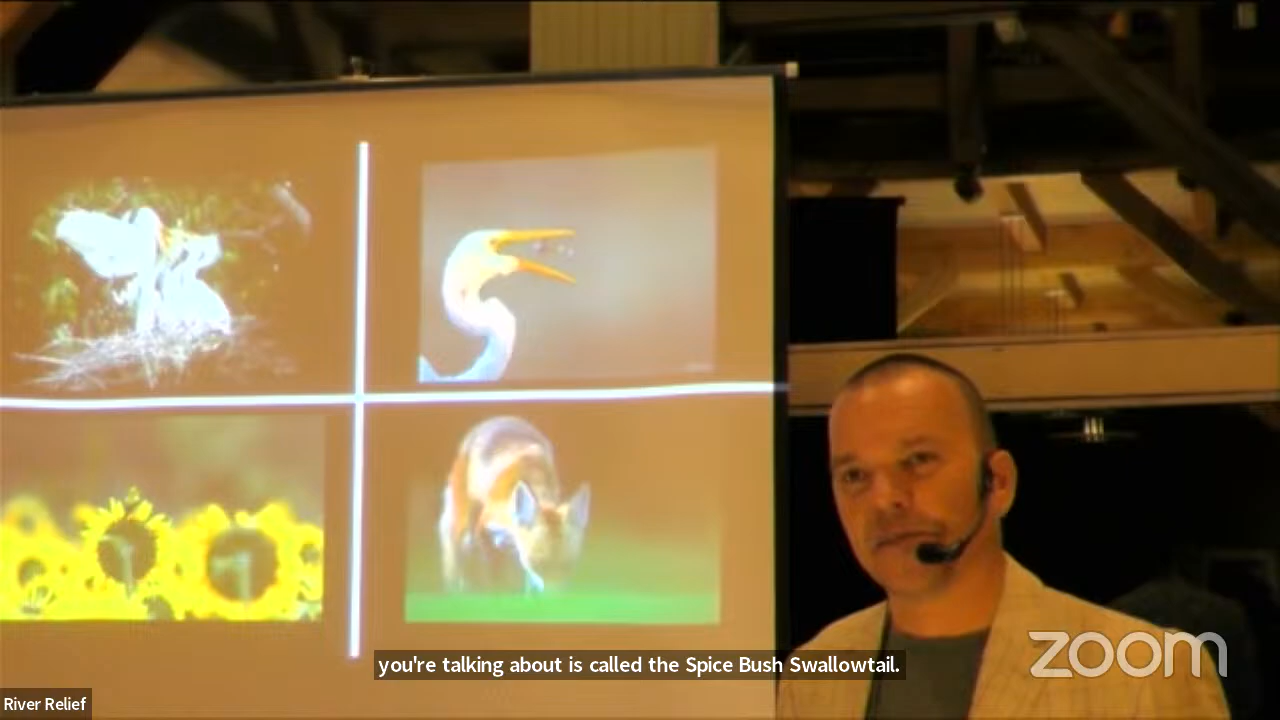 you're talking about is called the Spice Bush Swallowtail.
zoom
River Relief